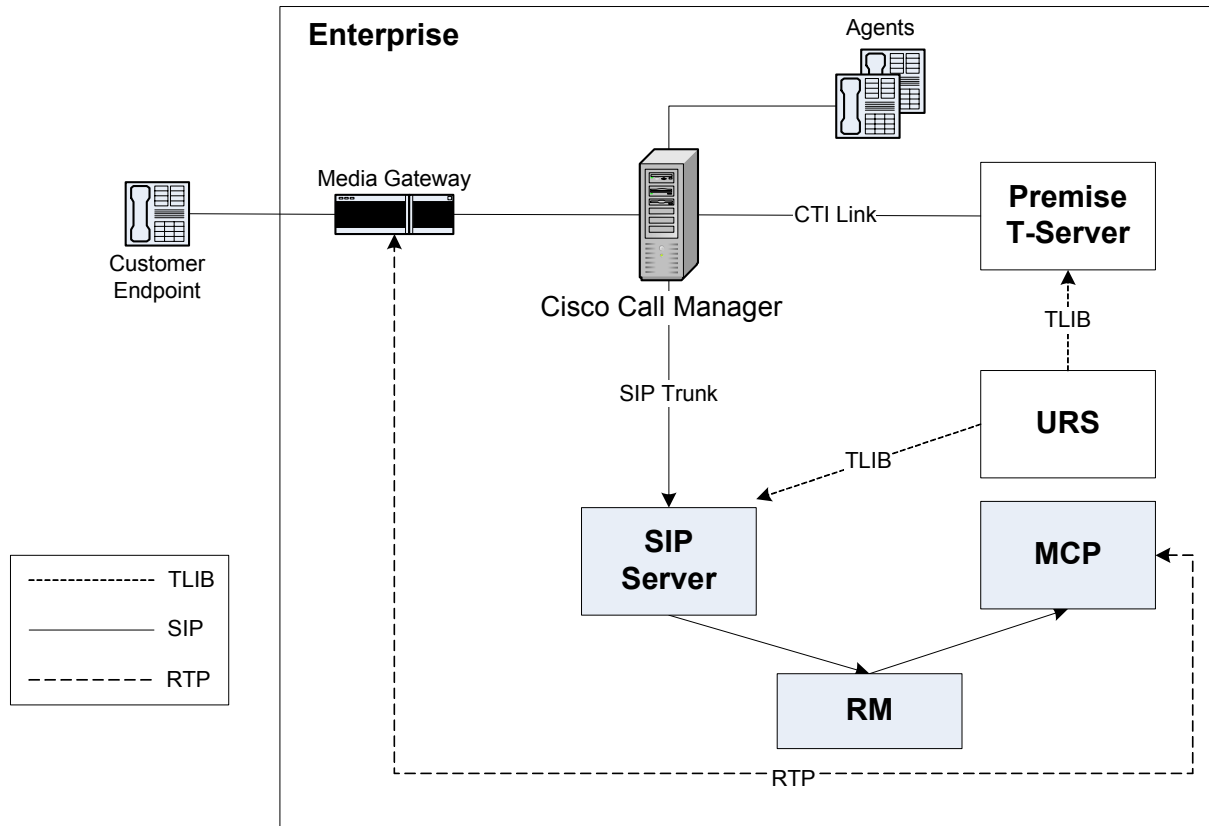 Enterprise
Agents
Media Gateway
Customer
Endpoint
CTI Link
Premise
T-Server
Cisco Call Manager
TLIB
SIP Trunk
URS
TLIB
SIP
Server
MCP
TLIB
SIP
RTP
RM
RTP